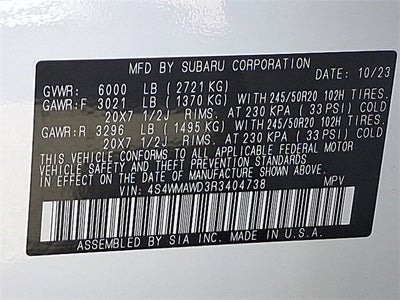 MFD BY SUBARU CORPORATION
DATE: 10/23
GVWR: 6000 LB (2721 KG)
GAWR:F 3021 LB (1370 KG) WITH 245/50R20 102H TIRES,
20X7 1/2J RIMS, AT 230 KPA (33 PSI) COLD
GAWR:R 3296 LB (1495 KG) WITH 245/50R20 102H TIRES,
20X7 1/2J RIMS, AT 230 KPA (33 PSI) COLD
THIS VEHICLE CONFORMS TO ALL APPLICABLE FEDERAL MOTOR
VEHICLE SAFETY AND THEFT PREVENTION STANDARDS
IN EFFECT ON THE DATE OF MANUFACTURE SHOWN ABOVE.
VIN: 4S4WMAWD3R3404738 MPV
ASSEMBLED BY SIA INC. MADE IN U.S.A.